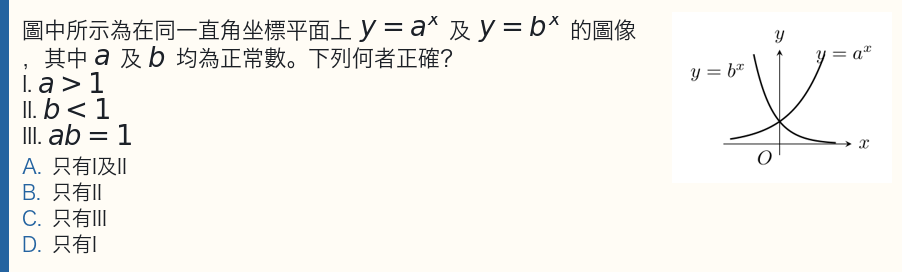 圖中所示為在同一直角坐標平面上 y = a^x 及 y = b^x 的圖像
，其中 a 及 b 均為正常數。下列何者正確?
I. a > 1
II. b < 1
III. ab = 1
A. 只有I及II
B. 只有II
C. 只有III
D. 只有I
y
y = a^x
y = b^x
x
O